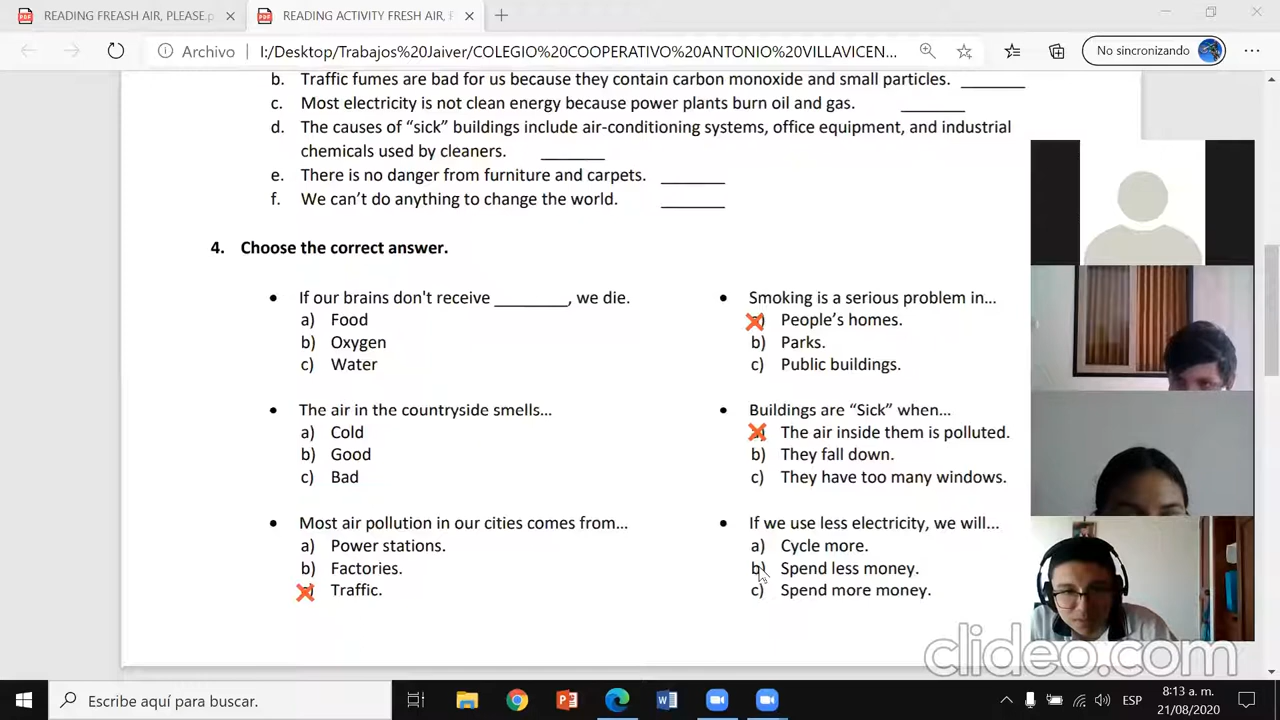 READING FREASH AIR, PLEASE.p
READING ACTIVITY FRESH AIR, F
Archivo
I:/Desktop/Trabajos%20Jaiver/COLEGIO%20COOPERATIVO%20ANTONIO%20VILLAVICEN...
No sincronizando
b. Traffic fumes are bad for us because they contain carbon monoxide and small particles. _______
c. Most electricity is not clean energy because power plants burn oil and gas. _______
d. The causes of “sick” buildings include air-conditioning systems, office equipment, and industrial
chemicals used by cleaners. _______
e. There is no danger from furniture and carpets. _______
f. We can’t do anything to change the world. _______
4. Choose the correct answer.
• If our brains don't receive ________, we die.
a) Food
b) Oxygen
c) Water
• The air in the countryside smells...
a) Cold
b) Good
c) Bad
• Most air pollution in our cities comes from...
a) Power stations.
b) Factories.
Traffic.
• Smoking is a serious problem in...
People’s homes.
b) Parks.
c) Public buildings.
• Buildings are “Sick” when...
The air inside them is polluted.
b) They fall down.
c) They have too many windows.
• If we use less electricity, we will...
a) Cycle more.
b) Spend less money.
c) Spend more money.
clideo.com
Escribe aquí para buscar.
ESP
8:13 a. m.
21/08/2020